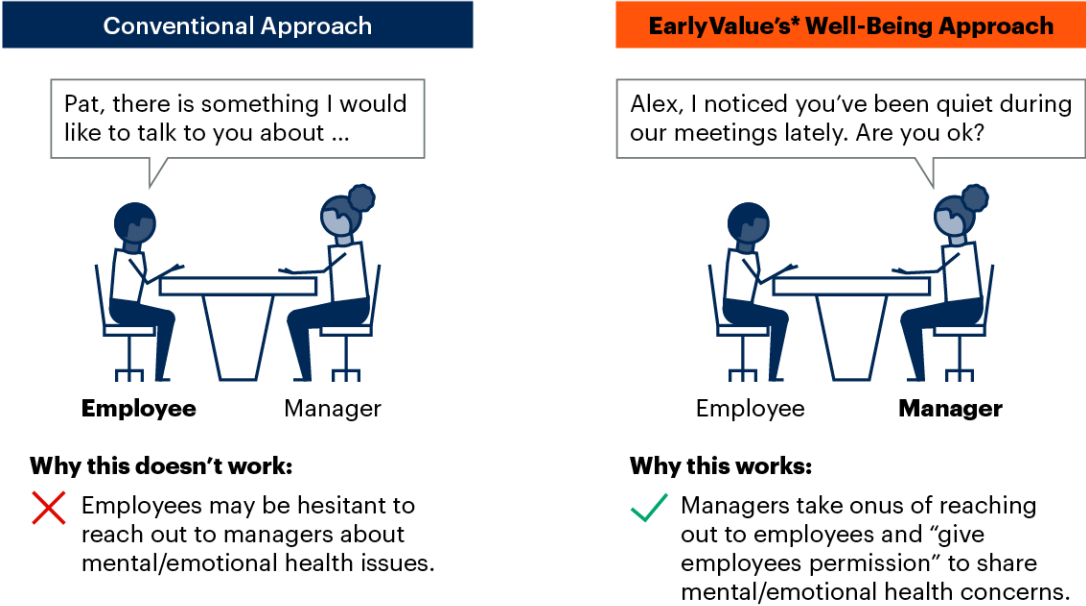 Conventional Approach
Pat, there is something I would
like to talk to you about ...
Employee
Manager
Why this doesn't work:
Employees may be hesitant to
reach out to managers about
mental/emotional health issues.
EarlyValue's* Well-Being Approach
Alex, I noticed you've been quiet during
our meetings lately. Are you ok?
Employee
Manager
Why this works:
Managers take onus of reaching
out to employees and “give
employees permission” to share
mental/emotional health concerns.